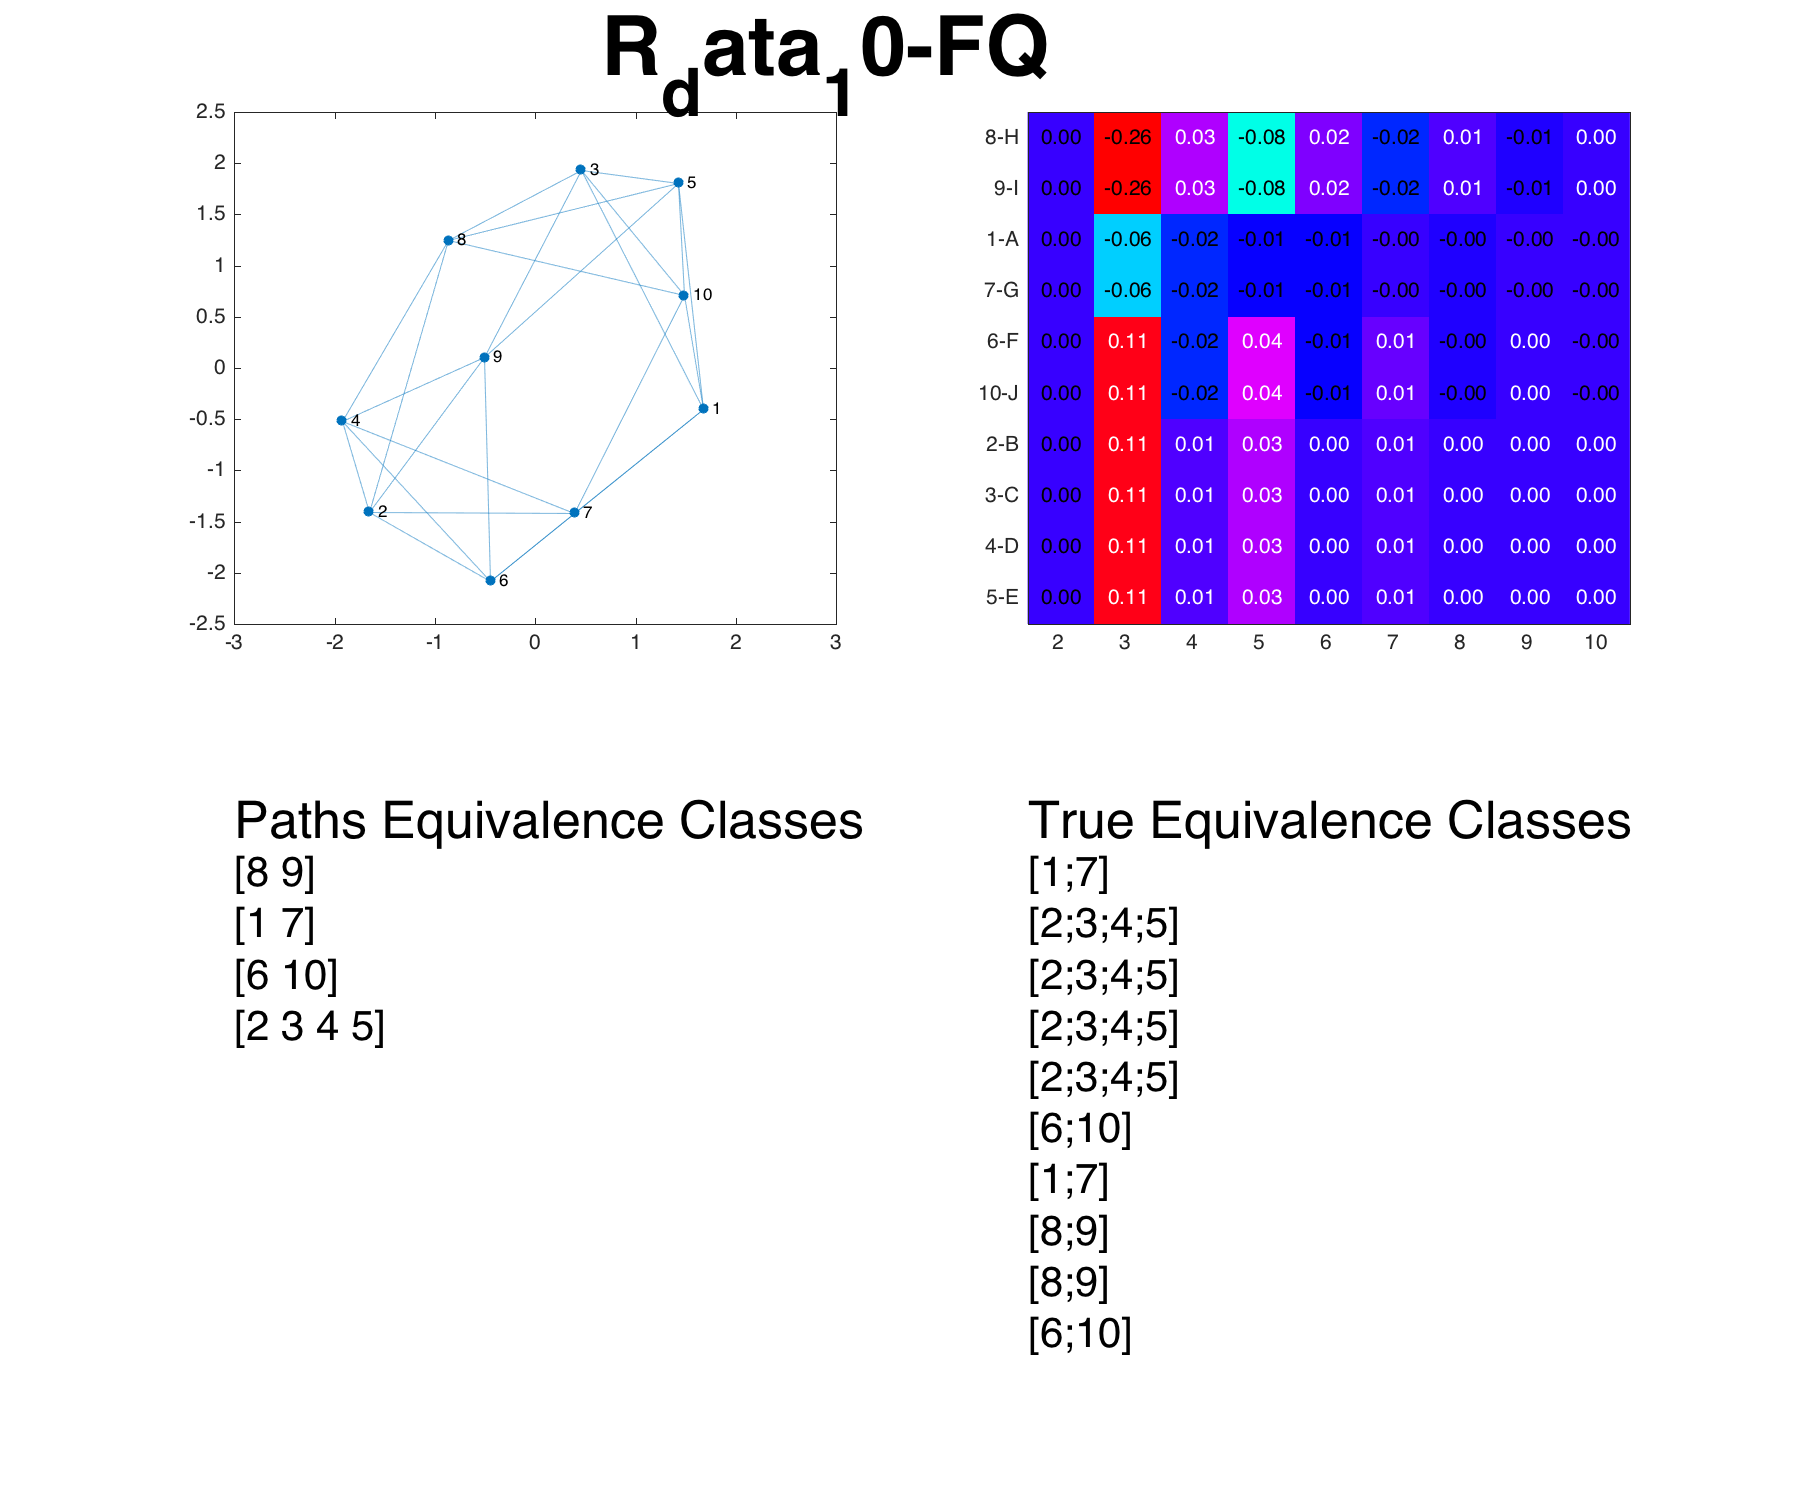 Rdata10-FQ
2.5
2
1.5
1
0.5
0
-0.5
-1
-1.5
-2
-2.5
-3 -2 -1 0 1 2 3
3
5
8
10
9
1
4
2
7
6
8-H 0.00 -0.26 0.03 -0.08 0.02 -0.02 0.01 -0.01 0.00
9-I 0.00 -0.26 0.03 -0.08 0.02 -0.02 0.01 -0.01 0.00
1-A 0.00 -0.06 -0.02 -0.01 -0.01 -0.00 -0.00 -0.00 -0.00
7-G 0.00 -0.06 -0.02 -0.01 -0.01 -0.00 -0.00 -0.00 -0.00
6-F 0.00 0.11 -0.02 0.04 -0.01 0.01 -0.00 0.00 -0.00
10-J 0.00 0.11 -0.02 0.04 -0.01 0.01 -0.00 0.00 -0.00
2-B 0.00 0.11 0.01 0.03 0.00 0.01 0.00 0.00 0.00
3-C 0.00 0.11 0.01 0.03 0.00 0.01 0.00 0.00 0.00
4-D 0.00 0.11 0.01 0.03 0.00 0.01 0.00 0.00 0.00
5-E 0.00 0.11 0.01 0.03 0.00 0.01 0.00 0.00 0.00
2 3 4 5 6 7 8 9 10
Paths Equivalence Classes
[8 9]
[1 7]
[6 10]
[2 3 4 5]
True Equivalence Classes
[1;7]
[2;3;4;5]
[2;3;4;5]
[2;3;4;5]
[2;3;4;5]
[6;10]
[1;7]
[8;9]
[8;9]
[6;10]